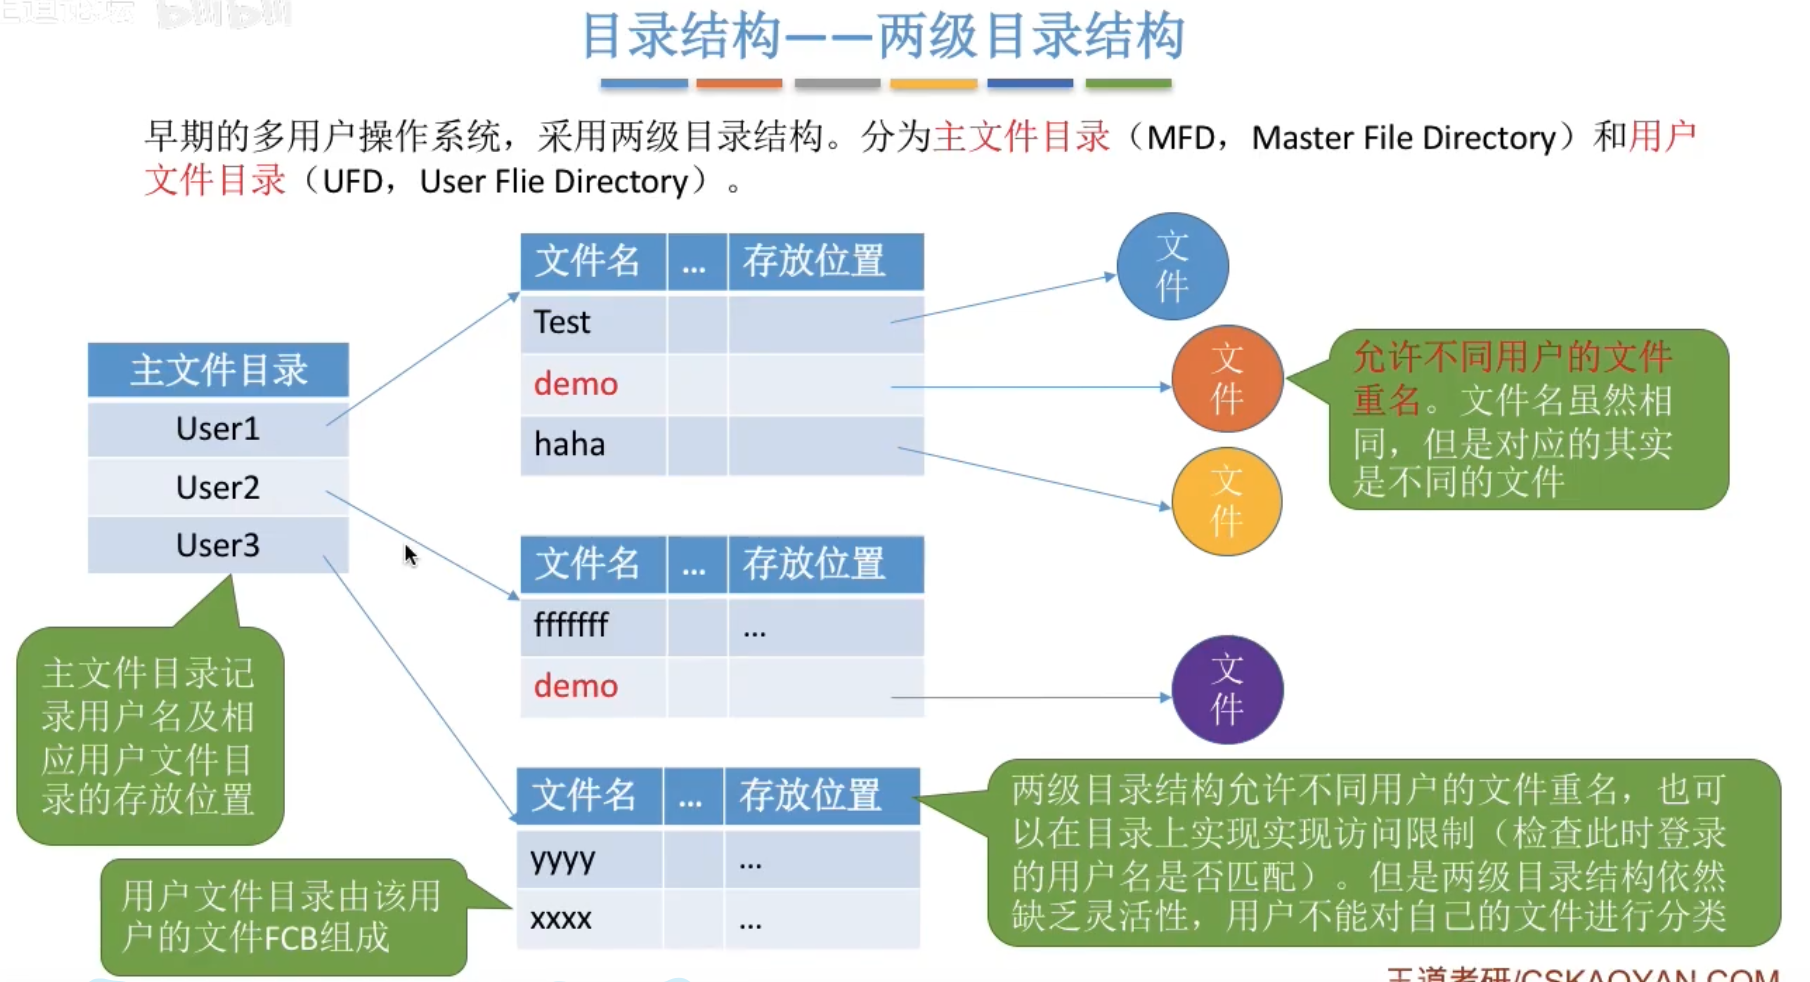 王道论坛 bilibili
目录结构——两级目录结构
早期的多用户操作系统，采用两级目录结构。分为主文件目录（MFD，Master File Directory）和用户
文件目录（UFD，User Flie Directory）。
主文件目录
User1
User2
User3
文件名 ... 存放位置
Test
demo
haha
文
件
文
件
文
件
允许不同用户的文件
重名。文件名虽然相
同，但是对应的其实
是不同的文件
文件名 ... 存放位置
fffffff ...
demo
文
件
主文件目录记
录用户名及相
应用户文件目
录的存放位置
文件名 ... 存放位置
yyyy ...
xxxx ...
用户文件目录由该用
户的文件FCB组成
两级目录结构允许不同用户的文件重名，也可
以在目录上实现实现访问限制（检查此时登录
的用户名是否匹配）。但是两级目录结构依然
缺乏灵活性，用户不能对自己的文件进行分类
王道考研/CSKAOYAN.COM